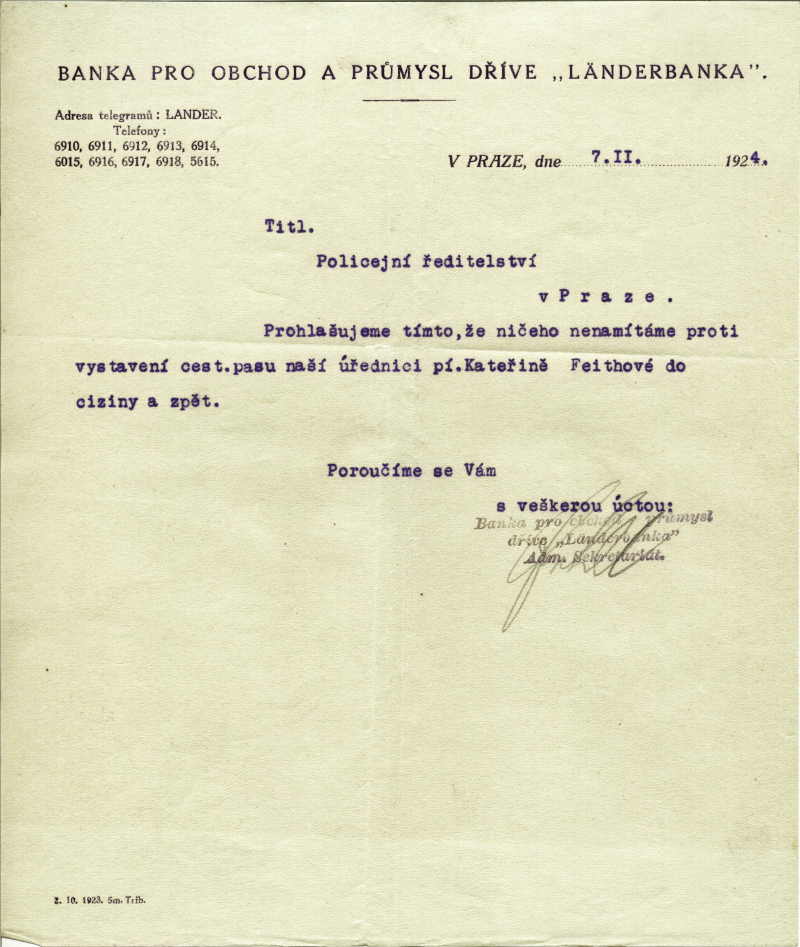 BANKA PRO OBCHOD A PRŮMYSL DŘÍVE „LÄNDERBANKA".
Adresa telegramů: LANDER.
Telefony:
6910, 6911, 6912, 6913, 6914,
6015, 6916, 6917, 6918, 5615.
V PRAZE, dne 7.II. 1924.
Titl.
Policejní ředitelství
v P r a z e .
Prohlašujeme tímto,že ničeho nenamítáme proti
vystavení cest.pasu naší úřednici pí.Kateřině Feithové do
ciziny a zpět.
Poroučíme se Vám
s veškerou úctou:
Banka pro obchod a průmysl
dříve „Länderbanka"
Adm. Sekretariát.
ž. 10. 1923. 5m. Trfb.